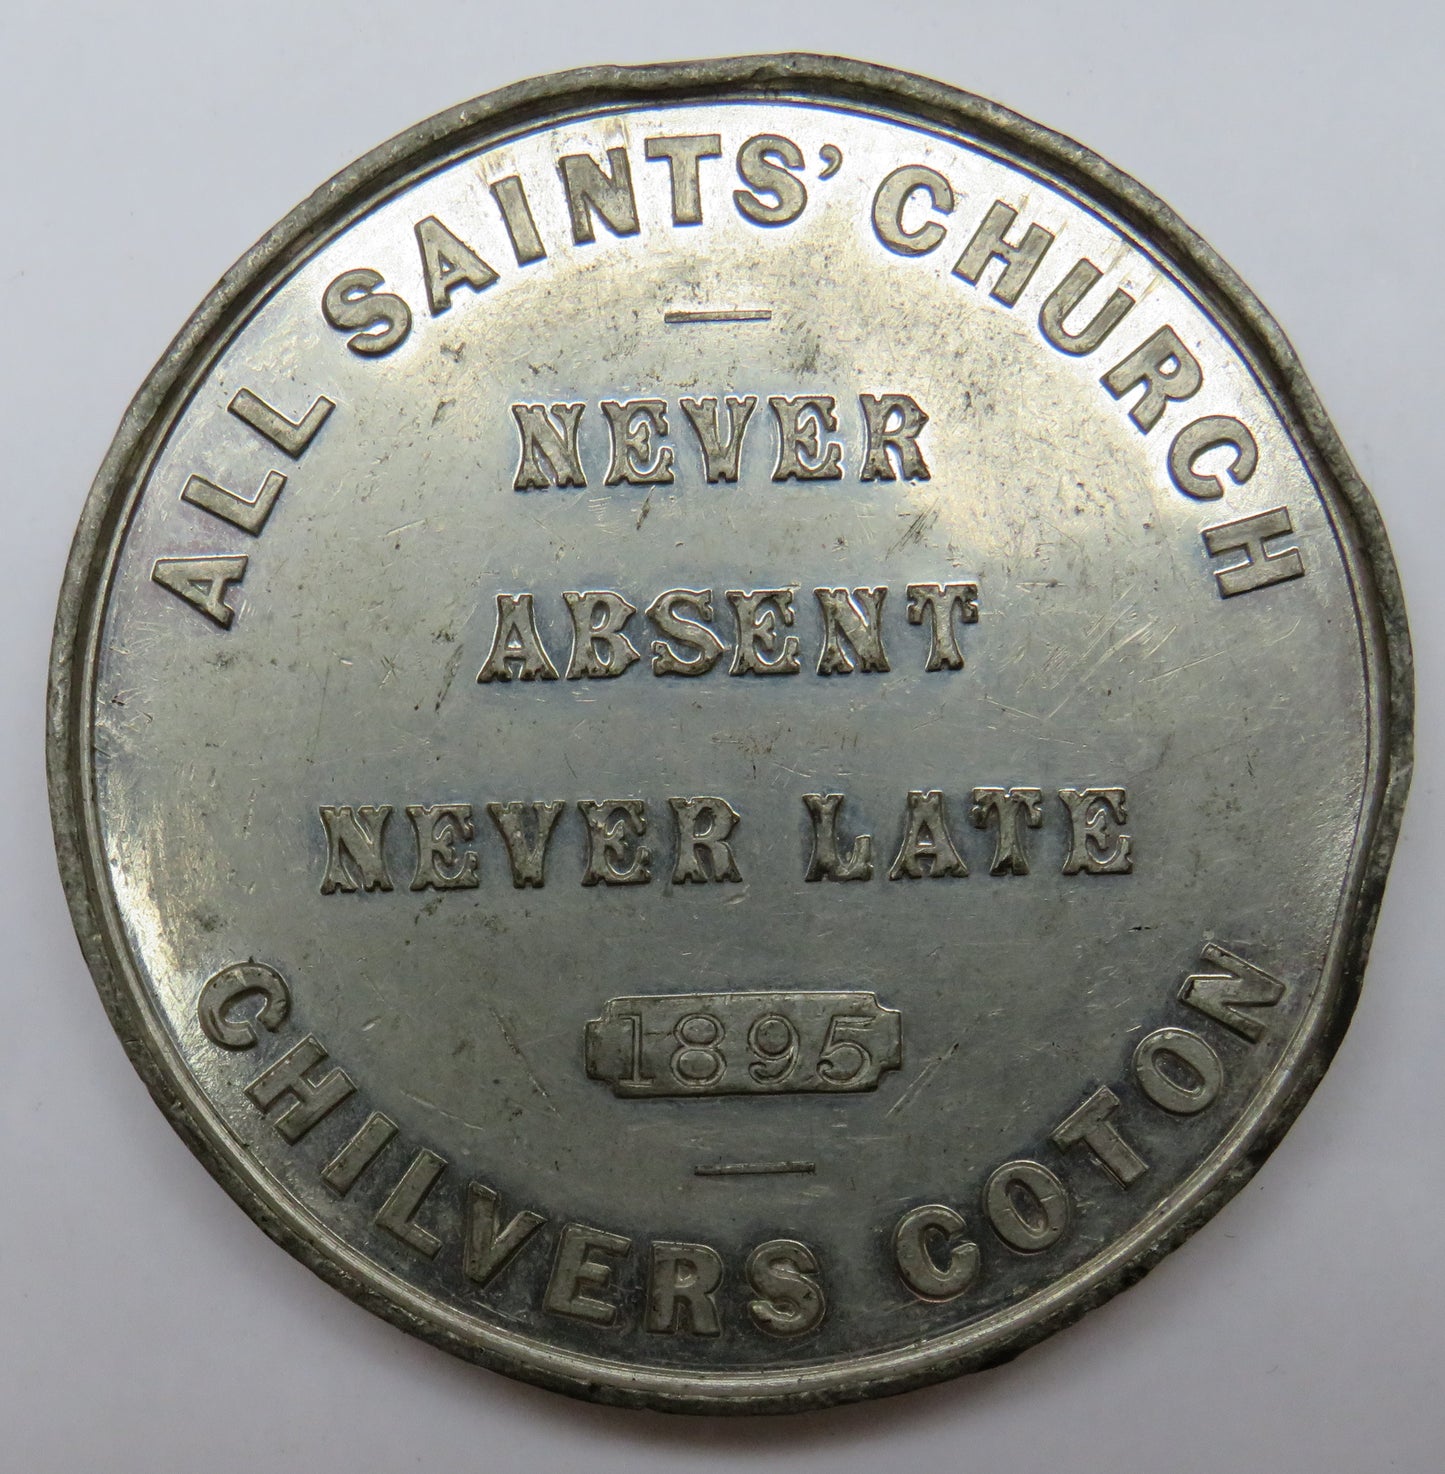 ALL SAINTS' CHURCH
NEVER
ABSENT
NEVER LATE
1895
CHILVERS COTON